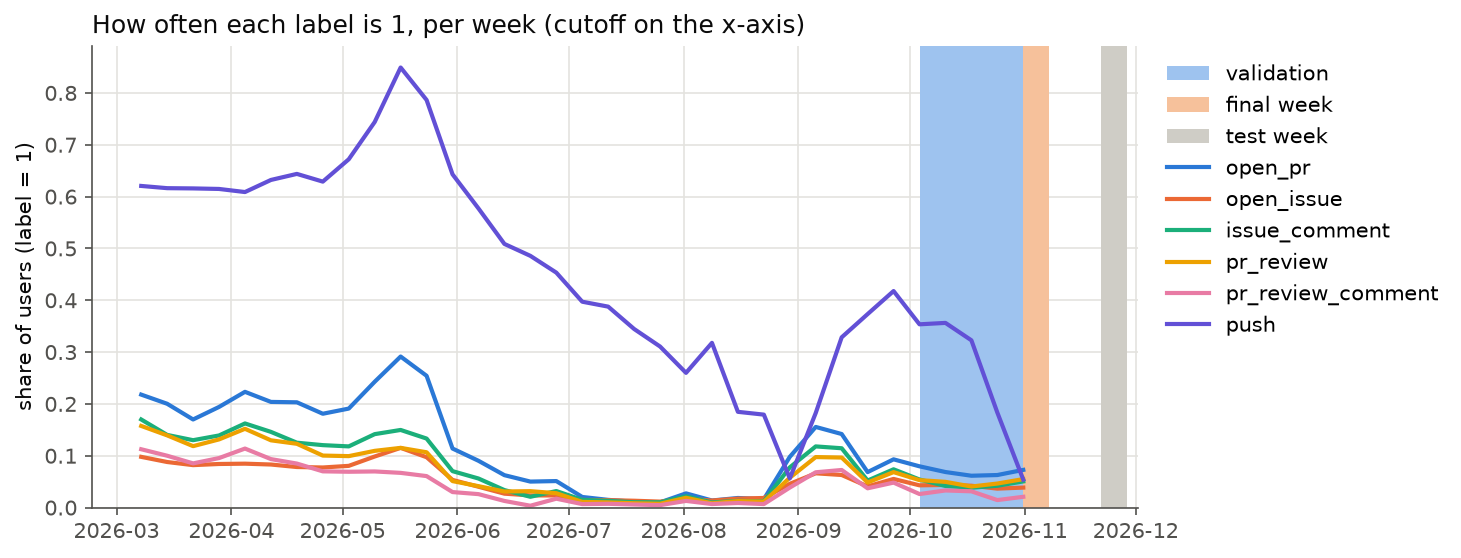 How often each label is 1, per week (cutoff on the x-axis)
share of users (label = 1)
0.8
0.7
0.6
0.5
0.4
0.3
0.2
0.1
0.0
2026-03 2026-04 2026-05 2026-06 2026-07 2026-08 2026-09 2026-10 2026-11 2026-12
validation
final week
test week
open_pr
open_issue
issue_comment
pr_review
pr_review_comment
push